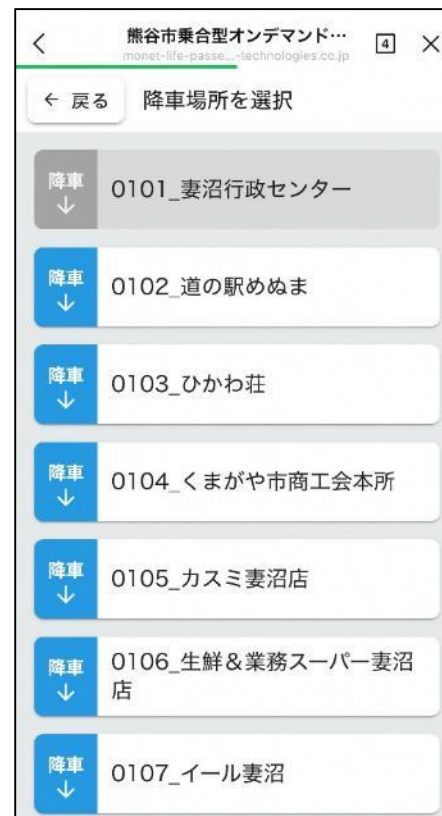 熊谷市乗合型オンデマンド…
monet-life-passe...-technologies.co.jp
4
← 戻る
降車場所を選択
降車
↓
0101_妻沼行政センター
降車
↓
0102_道の駅めぬま
降車
↓
0103_ひかわ荘
降車
↓
0104_くまがや市商工会本所
降車
↓
0105_カスミ妻沼店
降車
↓
0106_生鮮&業務スーパー妻沼
店
降車
↓
0107_イール妻沼